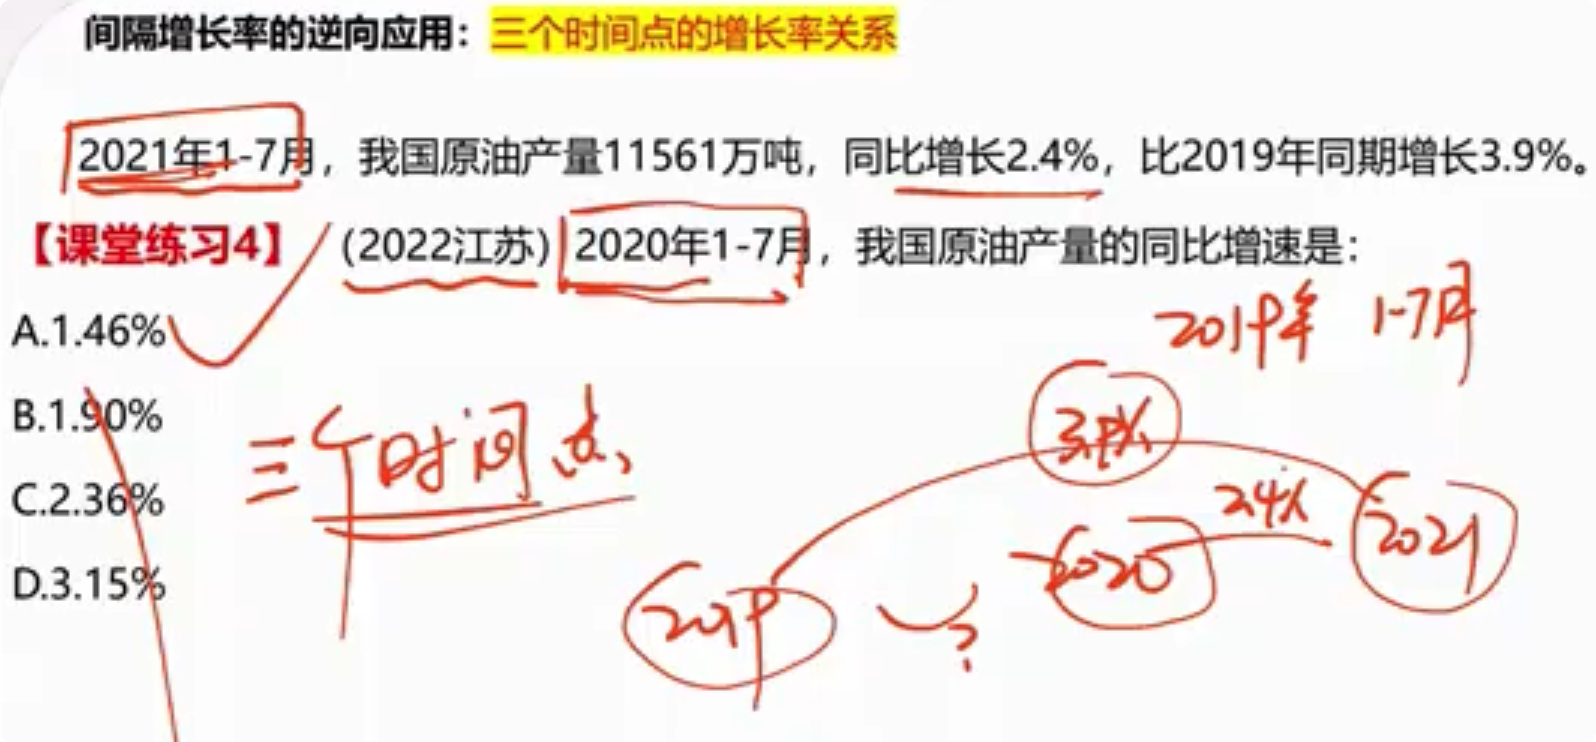 间隔增长率的逆向应用：三个时间点的增长率关系
2021年1-7月，我国原油产量11561万吨，同比增长2.4%，比2019年同期增长3.9%。
【课堂练习4】（2022江苏）2020年1-7月，我国原油产量的同比增速是：
2019年 1-7月
A.1.46%
B.1.90%
C.2.36%
D.3.15%
三个时间点
3.9%
2.4%
2019 ? 2020 2021